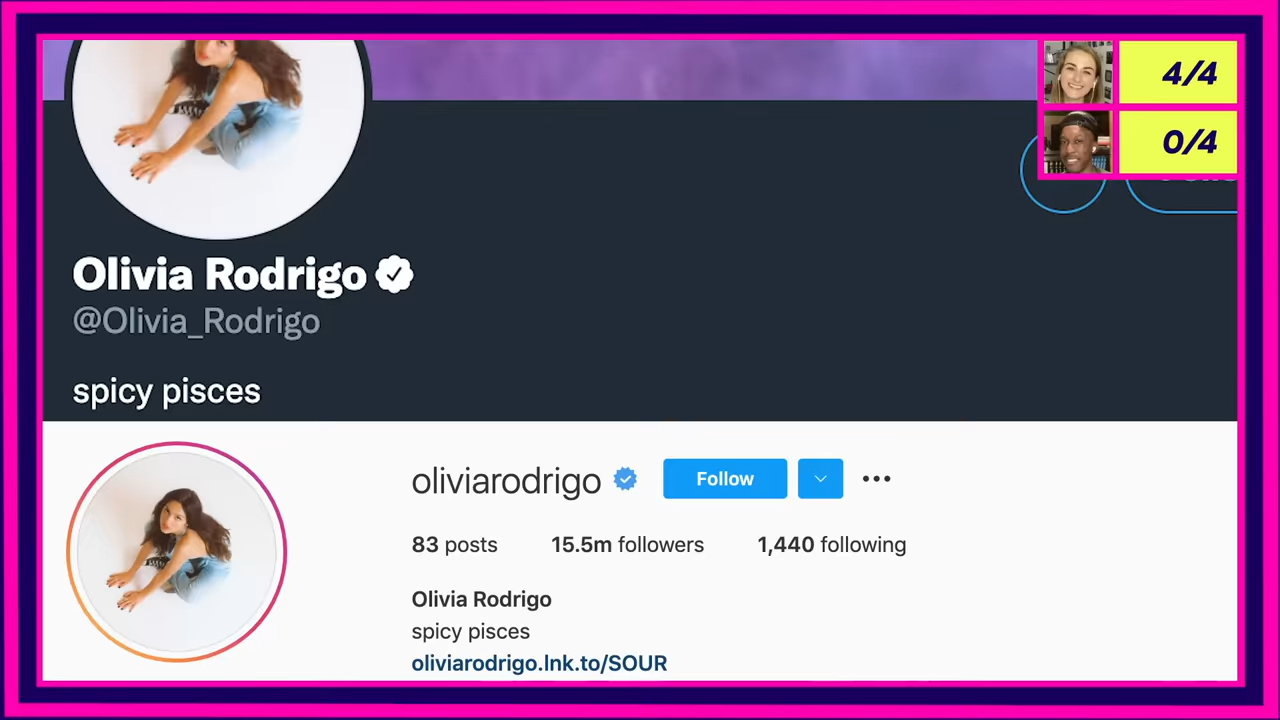 4/4
0/4
Olivia Rodrigo
@Olivia_Rodrigo
spicy pisces
oliviarodrigo
Follow
83 posts 15.5m followers 1,440 following
Olivia Rodrigo
spicy pisces
oliviarodrigo.lnk.to/SOUR